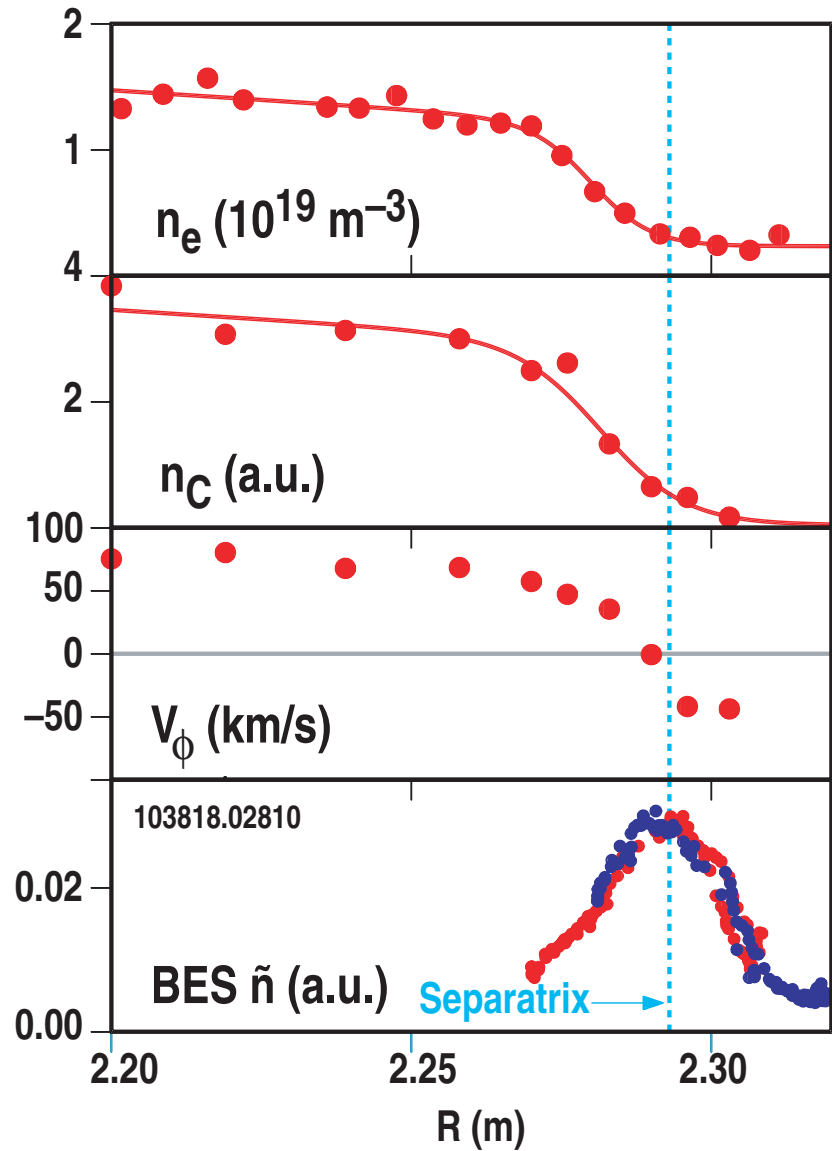 2
1
n_e (10^19 m^−3)
4
2
n_C (a.u.)
100
50
0
−50
V_ϕ (km/s)
103818.02810
0.02
BES ñ (a.u.)
Separatrix
0.00
2.20
2.25
2.30
R (m)